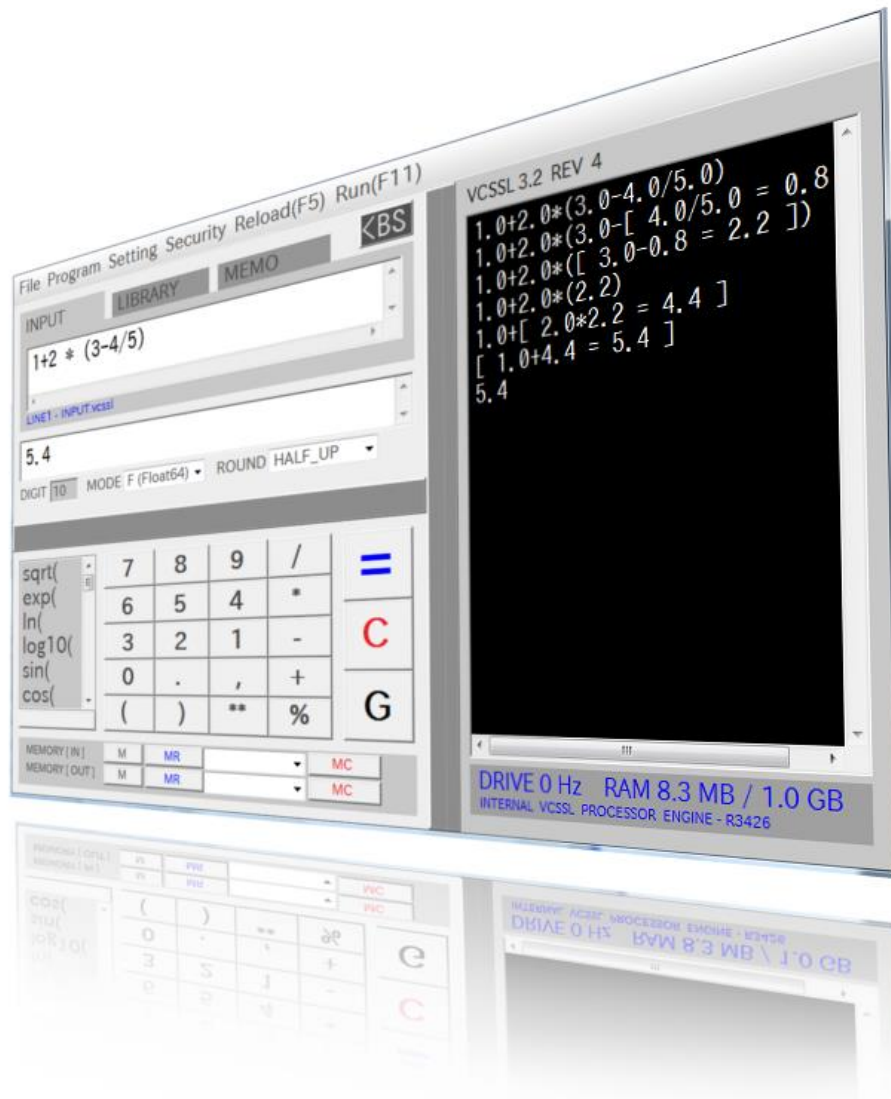 File Program Setting Security Reload(F5) Run(F11)
<BS
INPUT LIBRARY MEMO
1+2 * (3-4/5)
LINE1 - INPUT.vcssl
5.4
DIGIT 10 MODE F (Float64) ROUND HALF_UP
sqrt(
exp(
ln(
log10(
sin(
cos(
7 8 9 / =
6 5 4 *
3 2 1 - C
0 . , +
( ) ** % G
MEMORY [ IN ] M MR MC
MEMORY [ OUT ] M MR MC
VCSSL 3.2 REV 4
1.0+2.0*(3.0-4.0/5.0)
1.0+2.0*(3.0-[ 4.0/5.0 = 0.8
1.0+2.0*([ 3.0-0.8 = 2.2 ])
1.0+2.0*(2.2)
1.0+[ 2.0*2.2 = 4.4 ]
[ 1.0+4.4 = 5.4 ]
5.4
DRIVE 0 Hz RAM 8.3 MB / 1.0 GB
INTERNAL VCSSL PROCESSOR ENGINE - R3426